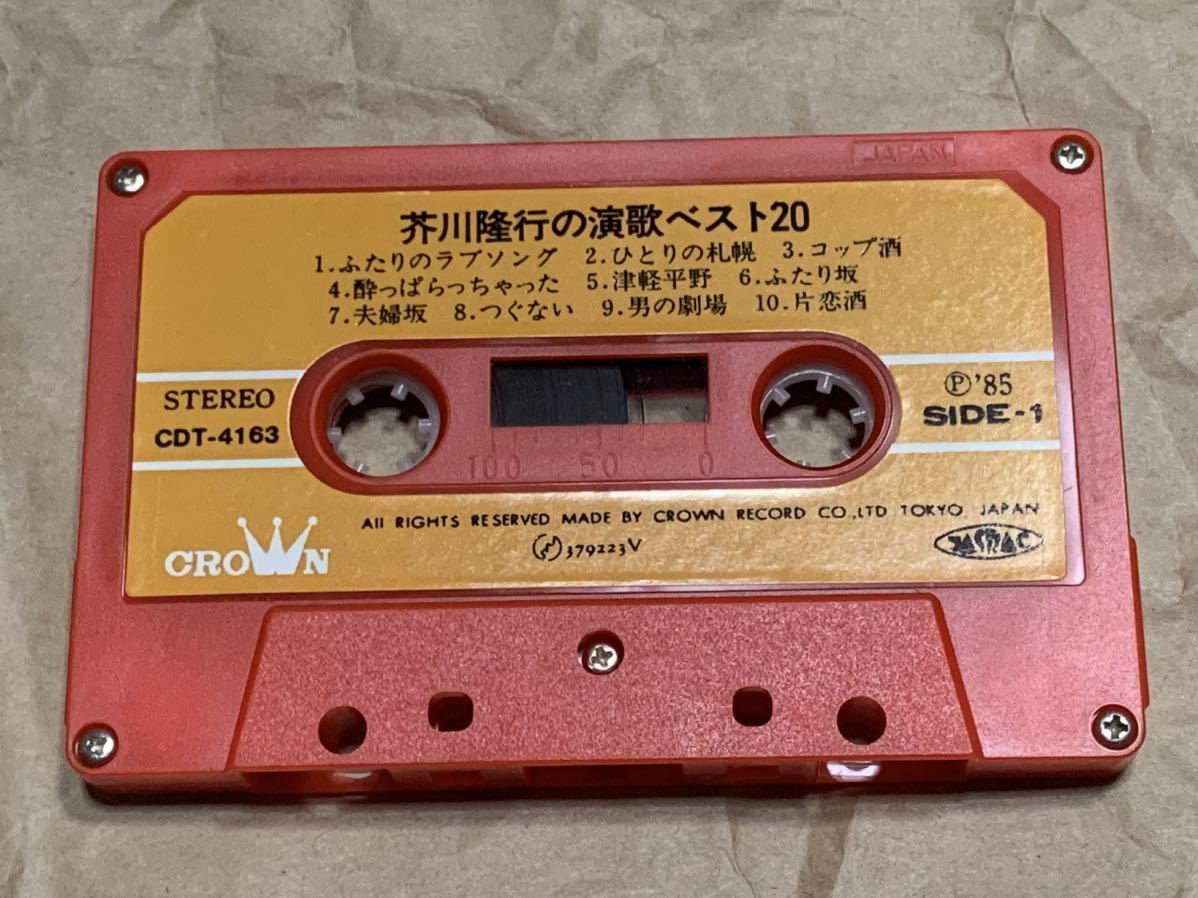 JAPAN
芥川隆行の演歌ベスト20
1.ふたりのラブソング 2.ひとりの札幌 3.コップ酒
4.酔っぱらっちゃった 5.津軽平野 6.ふたり坂
7.夫婦坂 8.つぐない 9.男の劇場 10.片恋酒
STEREO
CDT-4163
Ⓟ'85
SIDE-1
100 50 0
All RIGHTS RESERVED MADE BY CROWN RECORD CO.,LTD TOKYO, JAPAN
379223V
CROWN
JASRAC